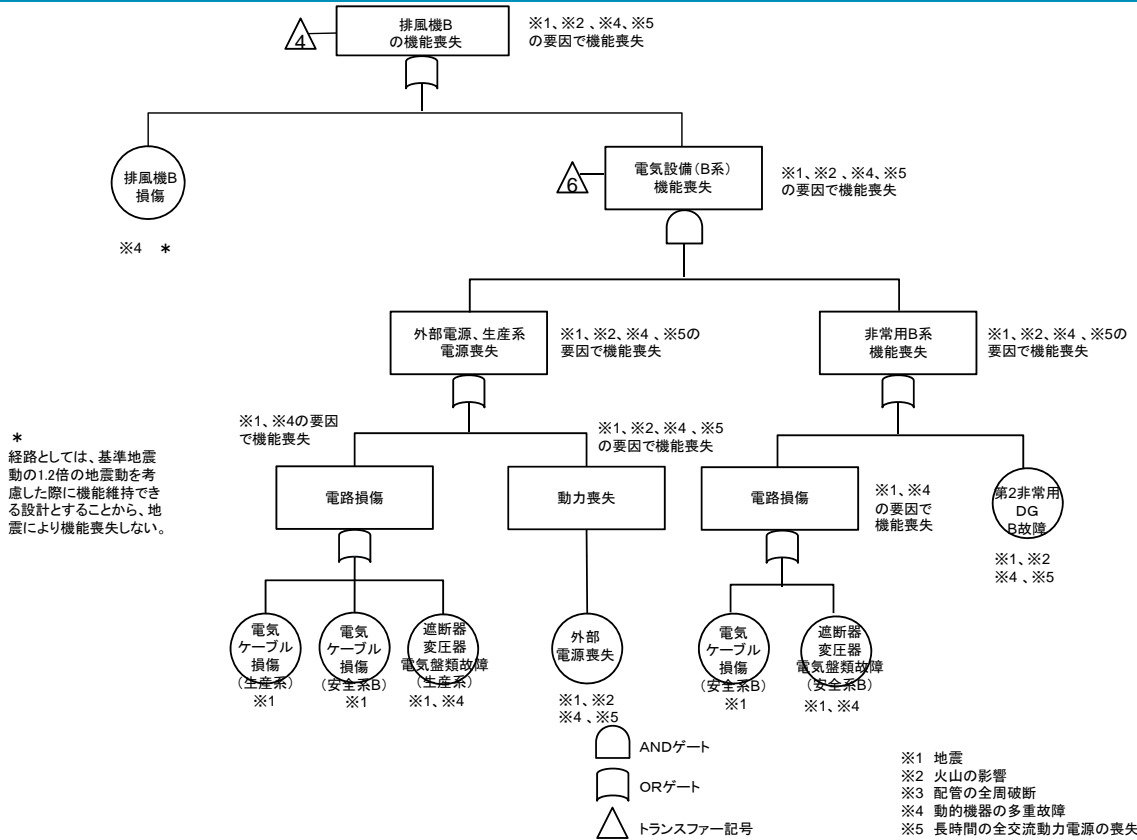 排風機B
の機能喪失
※1、※2 、※4、※5
の要因で機能喪失
4
排風機B
損傷
※4 *
電気設備(B系)
機能喪失
6
※1、※2 、※4、※5
の要因で機能喪失
外部電源、生産系
電源喪失
※1、※2、※4 、※5の
要因で機能喪失
非常用B系
機能喪失
※1、※2、※4 、※5の
要因で機能喪失
※1、※4の要因
で機能喪失
※1、※2、※4 、※5
の要因で機能喪失
*
経路としては、基準地震
動の1.2倍の地震動を考
慮した際に機能維持でき
る設計とすることから、地
震により機能喪失しない。
電路損傷
動力喪失
電路損傷
※1、※4
の要因で
機能喪失
第2非常用
DG
B故障
※1、※2
※4 、※5
電気
ケーブル
損傷
(生産系)
※1
電気
ケーブル
損傷
(安全系B)
※1
遮断器
変圧器
電気盤類故障
(生産系)
※1、※4
外部
電源喪失
※1、※2
※4 、※5
電気
ケーブル
損傷
(安全系B)
※1
遮断器
変圧器
電気盤類故障
(安全系B)
※1、※4
ANDゲート
ORゲート
トランスファー記号
※1 地震
※2 火山の影響
※3 配管の全周破断
※4 動的機器の多重故障
※5 長時間の全交流動力電源の喪失